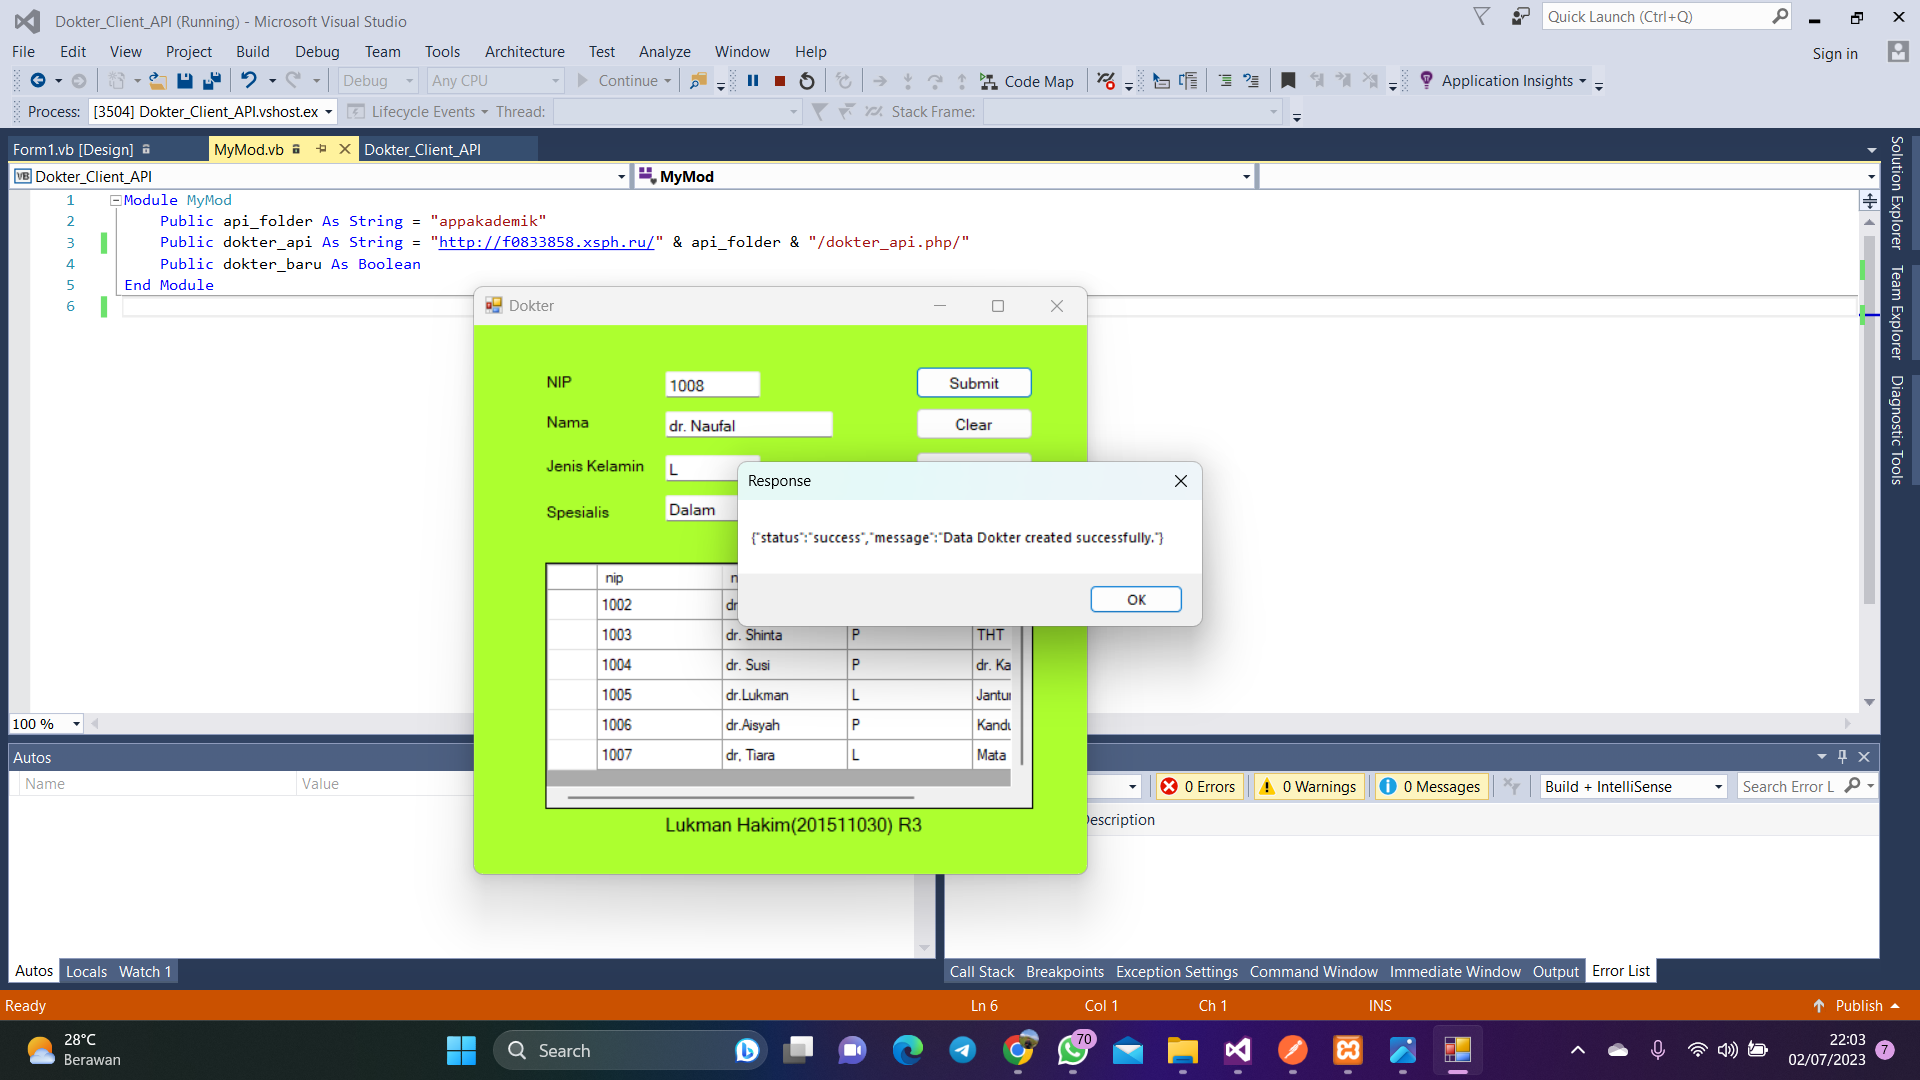 Dokter_Client_API (Running) - Microsoft Visual Studio
Quick Launch (Ctrl+Q)
File Edit View Project Build Debug Team Tools Architecture Test Analyze Window Help
Sign in
Debug Any CPU Continue Code Map Application Insights
Process: [3504] Dokter_Client_API.vshost.ex Lifecycle Events Thread: Stack Frame:
Form1.vb [Design] MyMod.vb Dokter_Client_API
VB Dokter_Client_API MyMod
1 Module MyMod
2 Public api_folder As String = "appakademik"
3 Public dokter_api As String = "http://f0833858.xsph.ru/" & api_folder & "/dokter_api.php/"
4 Public dokter_baru As Boolean
5 End Module
6
Solution Explorer
Team Explorer
Diagnostic Tools
Dokter
NIP 1008 Submit
Nama dr. Naufal Clear
Jenis Kelamin L
Spesialis Dalam
Response
{"status":"success","message":"Data Dokter created successfully."}
OK
nip
1002
1003 dr. Shinta P THT
1004 dr. Susi P dr. Ka
1005 dr.Lukman L
1006 dr.Aisyah P
1007 dr, Tiara L Mata
Lukman Hakim(201511030) R3
100 %
Autos
Name Value
0 Errors 0 Warnings 0 Messages Build + IntelliSense Search Error L
Description
Autos Locals Watch 1
Call Stack Breakpoints Exception Settings Command Window Immediate Window Output Error List
Ready Ln 6 Col 1 Ch 1 INS Publish
28°C
Berawan
Search
70
22:03
02/07/2023
7